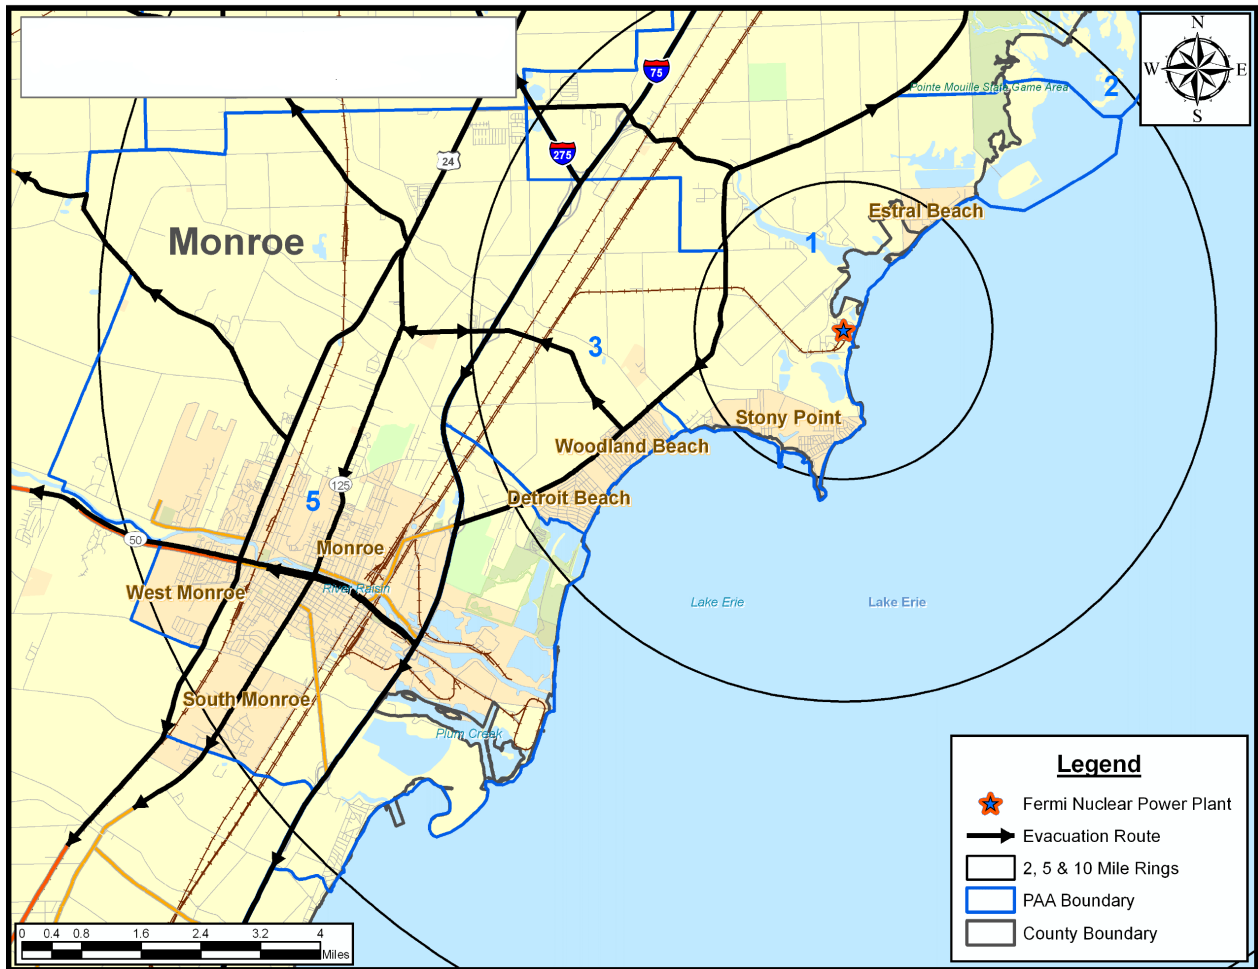 N
W E
S
75
Pointe Mouille State Game Area
2
275
24
Estral Beach
Monroe
1
3
Stony Point
Woodland Beach
125
5
Detroit Beach
50
Monroe
West Monroe
River Raisin
Lake Erie
Lake Erie
South Monroe
Plum Creek
Legend
Fermi Nuclear Power Plant
Evacuation Route
2, 5 & 10 Mile Rings
PAA Boundary
County Boundary
0 0.4 0.8 1.6 2.4 3.2 4
Miles